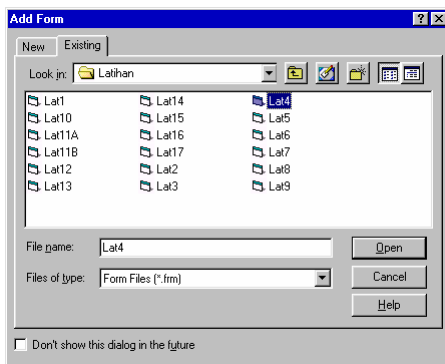 Add Form
New Existing
Look in: Latihan
Lat1 Lat14 Lat4
Lat10 Lat15 Lat5
Lat11A Lat16 Lat6
Lat11B Lat17 Lat7
Lat12 Lat2 Lat8
Lat13 Lat3 Lat9
File name: Lat4 Open
Files of type: Form Files (*.frm) Cancel
Help
Don't show this dialog in the future